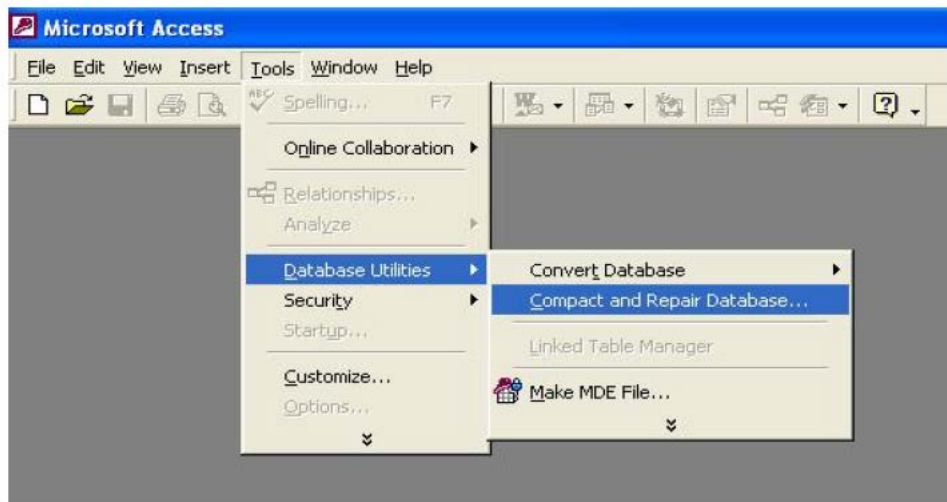 Microsoft Access
File Edit View Insert Tools Window Help
ABC Spelling... F7
W
Online Collaboration
Relationships...
Analyze
Database Utilities
Security
Startup...
Customize...
Options...
Convert Database
Compact and Repair Database...
Linked Table Manager
Make MDE File...